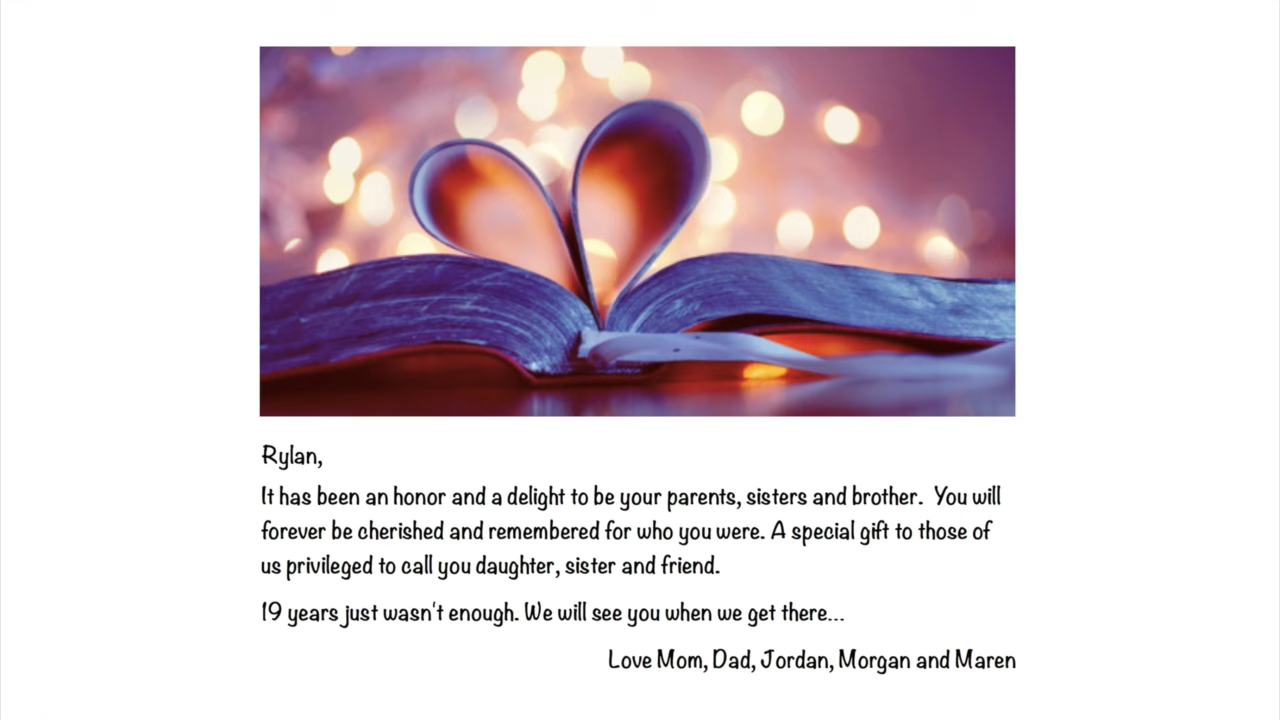 Rylan,
It has been an honor and a delight to be your parents, sisters and brother.  You will
forever be cherished and remembered for who you were. A special gift to those of
us privileged to call you daughter, sister and friend.
19 years just wasn't enough. We will see you when we get there...
Love Mom, Dad, Jordan, Morgan and Maren